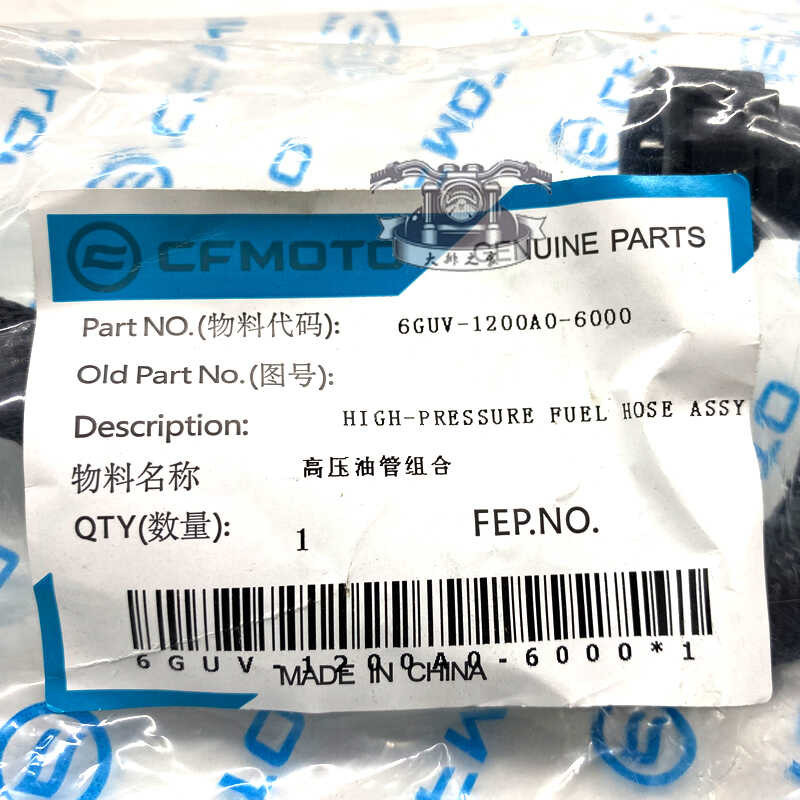 CFMOTO
GENUINE PARTS
大排之家
Part NO.(物料代码): 6GUV-1200A0-6000
Old Part No.(图号):
Description: HIGH-PRESSURE FUEL HOSE ASSY
物料名称 高压油管组合
QTY(数量): 1 FEP.NO.
6GUV-1200A0-6000*1
MADE IN CHINA